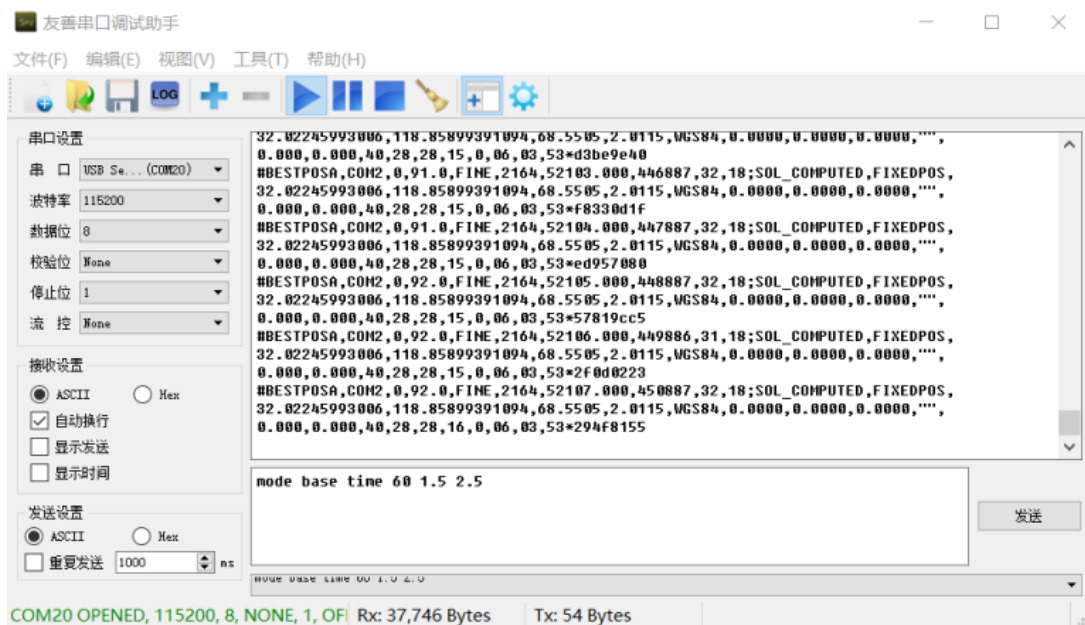 友善串口调试助手
文件(F) 编辑(E) 视图(V) 工具(T) 帮助(H)
LOG
串口设置
串 口 USB Se...(COM20)
波特率 115200
数据位 8
校验位 None
停止位 1
流 控 None
接收设置
ASCII Hex
自动换行
显示发送
显示时间
发送设置
ASCII Hex
重复发送 1000 ms
32.02245993006,118.85899391094,68.5505,2.0115,WGS84,0.0000,0.0000,0.0000,"",
0.000,0.000,40,28,28,15,0,06,03,53*d3be9e40
#BESTPOSA,COM2,0,91.0,FINE,2164,52103.000,446887,32,18;SOL_COMPUTED,FIXEDPOS,
32.02245993006,118.85899391094,68.5505,2.0115,WGS84,0.0000,0.0000,0.0000,"",
0.000,0.000,40,28,28,15,0,06,03,53*f8330d1f
#BESTPOSA,COM2,0,91.0,FINE,2164,52104.000,447887,32,18;SOL_COMPUTED,FIXEDPOS,
32.02245993006,118.85899391094,68.5505,2.0115,WGS84,0.0000,0.0000,0.0000,"",
0.000,0.000,40,28,28,15,0,06,03,53*ed957080
#BESTPOSA,COM2,0,92.0,FINE,2164,52105.000,448887,32,18;SOL_COMPUTED,FIXEDPOS,
32.02245993006,118.85899391094,68.5505,2.0115,WGS84,0.0000,0.0000,0.0000,"",
0.000,0.000,40,28,28,15,0,06,03,53*57819cc5
#BESTPOSA,COM2,0,92.0,FINE,2164,52106.000,449886,31,18;SOL_COMPUTED,FIXEDPOS,
32.02245993006,118.85899391094,68.5505,2.0115,WGS84,0.0000,0.0000,0.0000,"",
0.000,0.000,40,28,28,15,0,06,03,53*2f0d0223
#BESTPOSA,COM2,0,92.0,FINE,2164,52107.000,450887,32,18;SOL_COMPUTED,FIXEDPOS,
32.02245993006,118.85899391094,68.5505,2.0115,WGS84,0.0000,0.0000,0.0000,"",
0.000,0.000,40,28,28,16,0,06,03,53*294f8155
mode base time 60 1.5 2.5
发送
mode base time 60 1.5 2.5
COM20 OPENED, 115200, 8, NONE, 1, OF Rx: 37,746 Bytes Tx: 54 Bytes